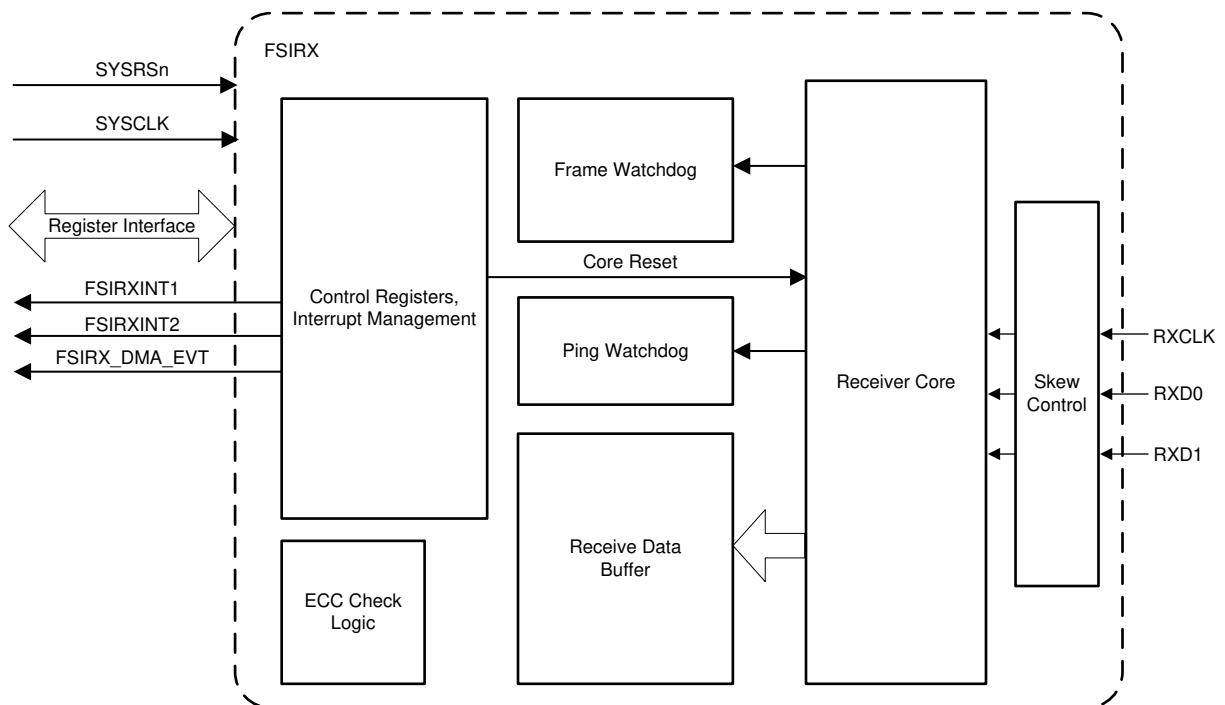 FSIRX
SYSRSn
SYSCLK
Register Interface
FSIRXINT1
FSIRXINT2
FSIRX_DMA_EVT
Control Registers,
Interrupt Management
ECC Check
Logic
Frame Watchdog
Core Reset
Ping Watchdog
Receive Data
Buffer
Receiver Core
Skew
Control
RXCLK
RXD0
RXD1